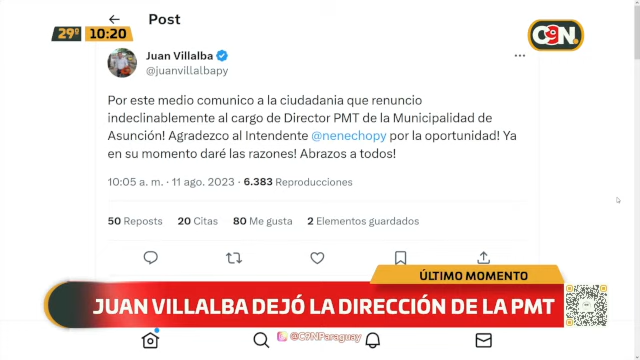 29º 10:20
Post
C9N
Juan Villalba
@juanvillalbapy
Por este medio comunico a la ciudadania que renuncio
indeclinablemente al cargo de Director PMT de la Municipalidad de
Asunción! Agradezco al Intendente @nenechopy por la oportunidad! Ya
en su momento daré las razones! Abrazos a todos!
10:05 a. m. · 11 ago. 2023 · 6.383 Reproducciones
50 Reposts 20 Citas 80 Me gusta 2 Elementos guardados
ÚLTIMO MOMENTO
JUAN VILLALBA DEJÓ LA DIRECCIÓN DE LA PMT
@C9NParaguay